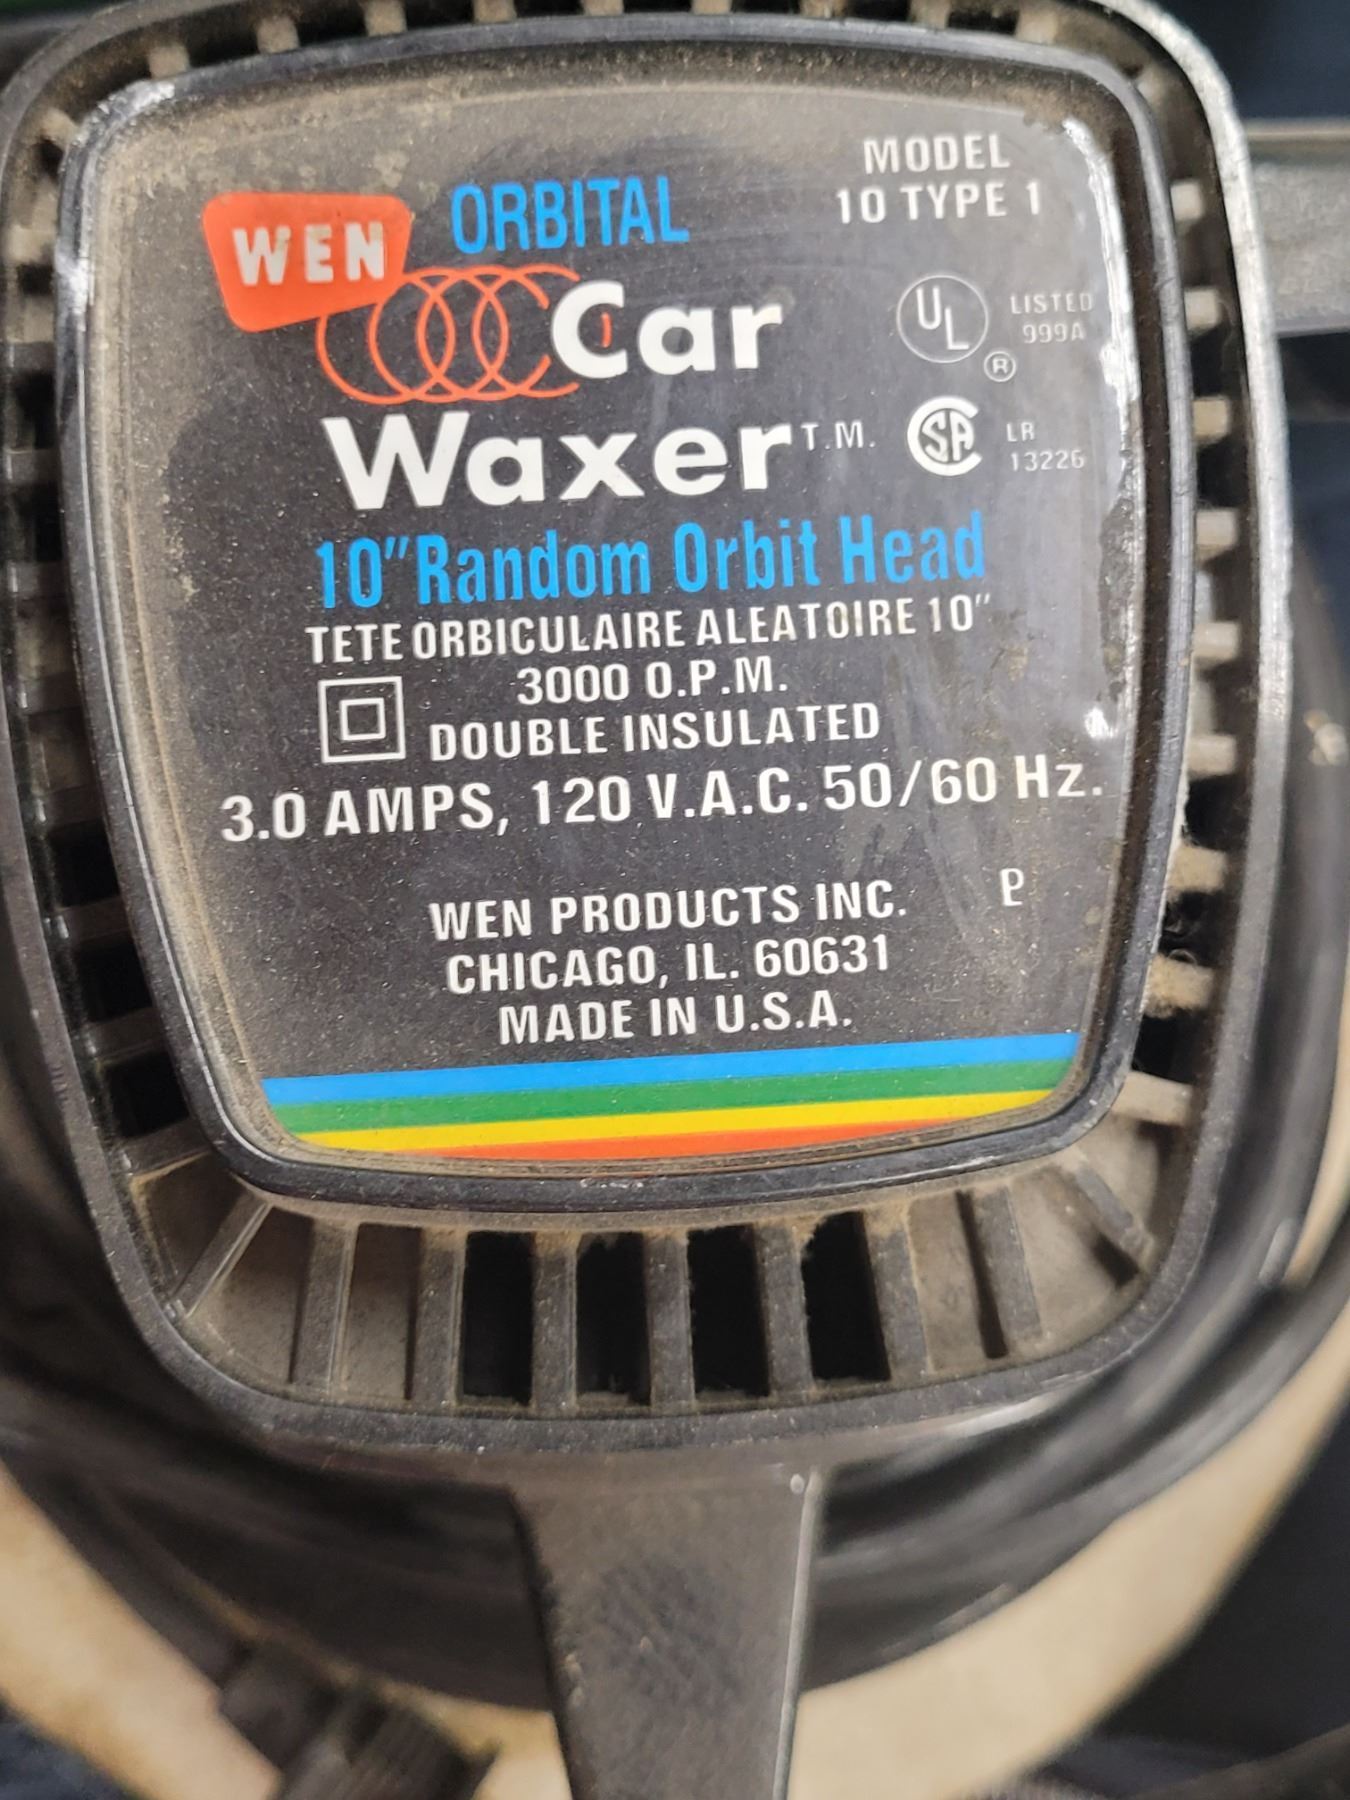 MODEL
10 TYPE 1
WEN
ORBITAL
Car
Waxer T.M.
UL ®
LISTED
999A
CSA
LR
13226
10" Random Orbit Head
TETE ORBICULAIRE ALEATOIRE 10"
3000 O.P.M.
DOUBLE INSULATED
3.0 AMPS, 120 V.A.C. 50/60 Hz.
WEN PRODUCTS INC.
CHICAGO, IL. 60631
MADE IN U.S.A.